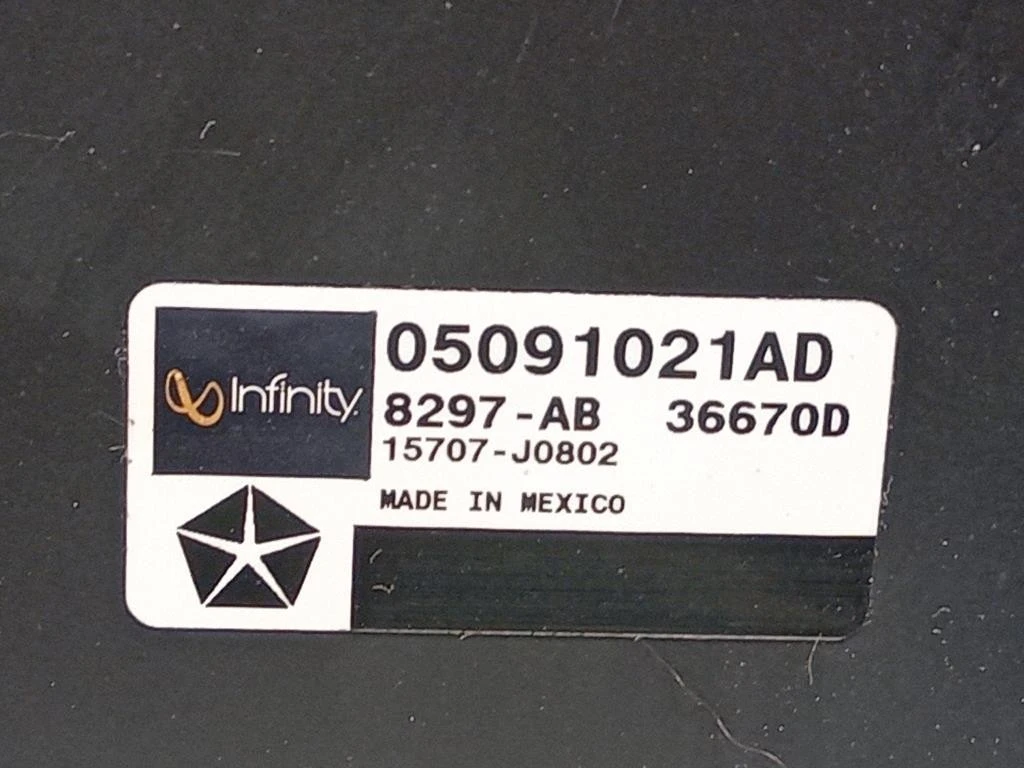 Infinity.
05091021AD
8297-AB 36670D
15707-J0802
MADE IN MEXICO